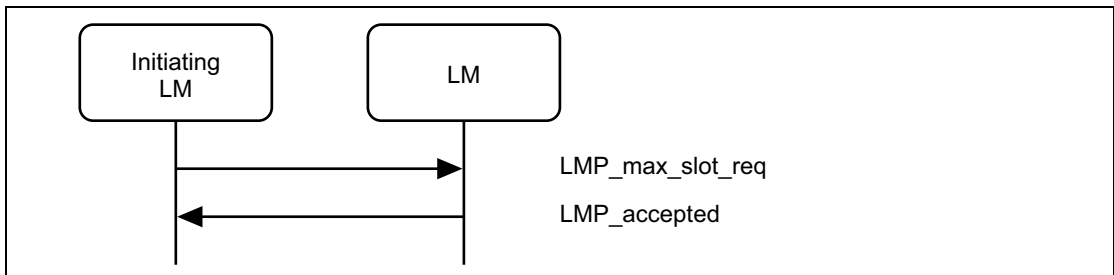 Initiating
LM
LM
LMP_max_slot_req
LMP_accepted